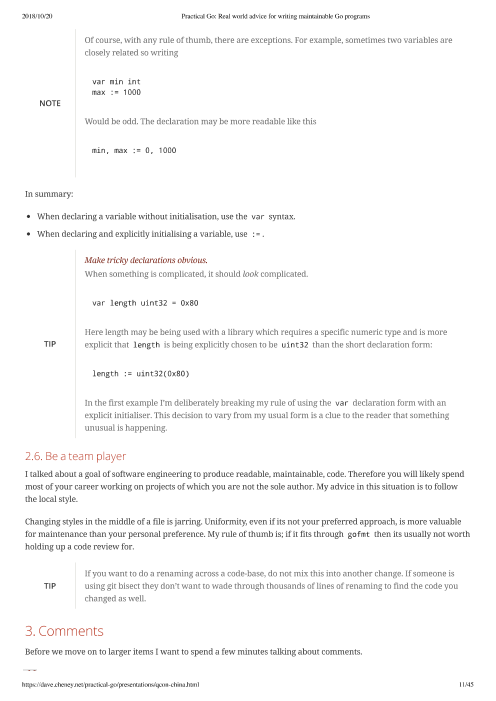 2018/10/20 Practical Go: Real world advice for writing maintainable Go programs
Of course, with any rule of thumb, there are exceptions. For example, sometimes two variables are
closely related so writing
var min int
max := 1000
NOTE
Would be odd. The declaration may be more readable like this
min, max := 0, 1000
In summary:
• When declaring a variable without initialisation, use the var syntax.
• When declaring and explicitly initialising a variable, use := .
Make tricky declarations obvious.
When something is complicated, it should look complicated.
var length uint32 = 0x80
Here length may be being used with a library which requires a specific numeric type and is more
TIP
explicit that length is being explicitly chosen to be uint32 than the short declaration form:
length := uint32(0x80)
In the first example I'm deliberately breaking my rule of using the var declaration form with an
explicit initialiser. This decision to vary from my usual form is a clue to the reader that something
unusual is happening.
2.6. Be a team player
I talked about a goal of software engineering to produce readable, maintainable, code. Therefore you will likely spend
most of your career working on projects of which you are not the sole author. My advice in this situation is to follow
the local style.
Changing styles in the middle of a file is jarring. Uniformity, even if its not your preferred approach, is more valuable
for maintenance than your personal preference. My rule of thumb is; if it fits through gofmt then its usually not worth
holding up a code review for.
If you want to do a renaming across a code-base, do not mix this into another change. If someone is
TIP
using git bisect they don't want to wade through thousands of lines of renaming to find the code you
changed as well.
3. Comments
Before we move on to larger items I want to spend a few minutes talking about comments.
https://dave.cheney.net/practical-go/presentations/qcon-china.html 11/45